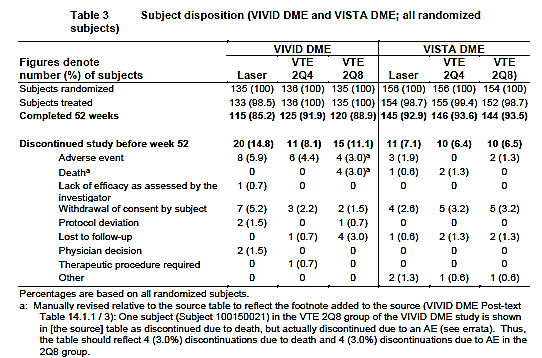 Table 3 Subject disposition (VIVID DME and VISTA DME; all randomized
subjects)
VIVID DME VISTA DME
Figures denote VTE VTE VTE VTE
number (%) of subjects Laser 2Q4 2Q8 Laser 2Q4 2Q8)
Subjects randomized 135 (100) 136 (100) 135 (100) 156 (100) 156 (100) 154 (100)
Subjects treated 133 (98.5) 136 (100) 135 (100) 154 (98.7) 155 (99.4) 152 (98.7)
Completed 52 weeks 115 (85.2) 125 (91.9) 120 (88.9) 145 (92.9) 146 (93.6) 144 (93.5)
Discontinued study before week 52 20 (14.8) 11 (8.1) 15 (11.1) 11 (7.1) 10 (6.4) 10 (6.5)
Adverse event 8 (5.9) 6 (4.4) 4 (3.0)a 3 (1.9) 0 2 (1.3)
Deatha 0 0 4 (3.0)a 1 (0.6) 2 (1.3) 0
Lack of efficacy as assessed by the 1 (0.7) 0 0 0 0 0
investigator
Withdrawal of consent by subject 7 (5.2) 3 (2.2) 2 (1.5) 4 (2.6) 5 (3.2) 5 (3.2)
Protocol deviation 2 (1.5) 0 1 (0.7) 0 0 0
Lost to follow-up 0 1 (0.7) 4 (3.0) 1 (0.6) 2 (1.3) 2 (1.3)
Physician decision 2 (1.5) 0 0 0 0 0
Therapeutic procedure required 0 1 (0.7) 0 0 0 0
Other 0 0 0 2 (1.3) 1 (0.6) 1 (0.6)
Percentages are based on all randomized subjects.
a: Manually revised relative to the source table to reflect the footnote added to the source (VIVID DME Post-text
Table 14.1.1 / 3): One subject (Subject 100150021) in the VTE 2Q8 group of the VIVID DME study is shown
in [the source] table as discontinued due to death, but actually discontinued due to an AE (see errata). Thus,
the table should reflect 4 (3.0%) discontinuations due to death and 4 (3.0%) discontinuations due to AE in the
2Q8 group.